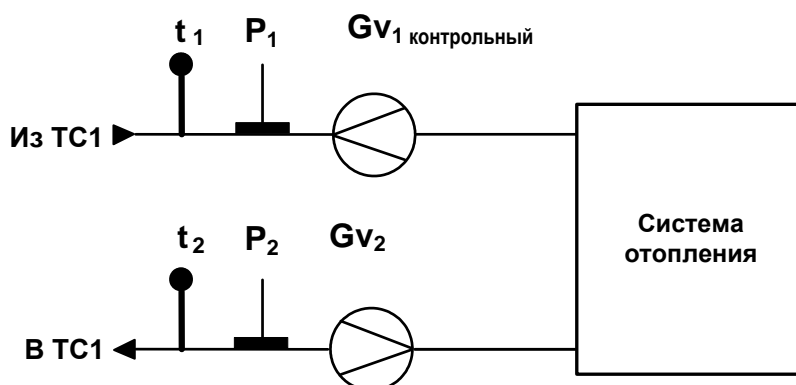 t 1 P1 Gv1 контрольный
Из ТС1
t 2 P2 Gv2
Система
отопления
В ТС1